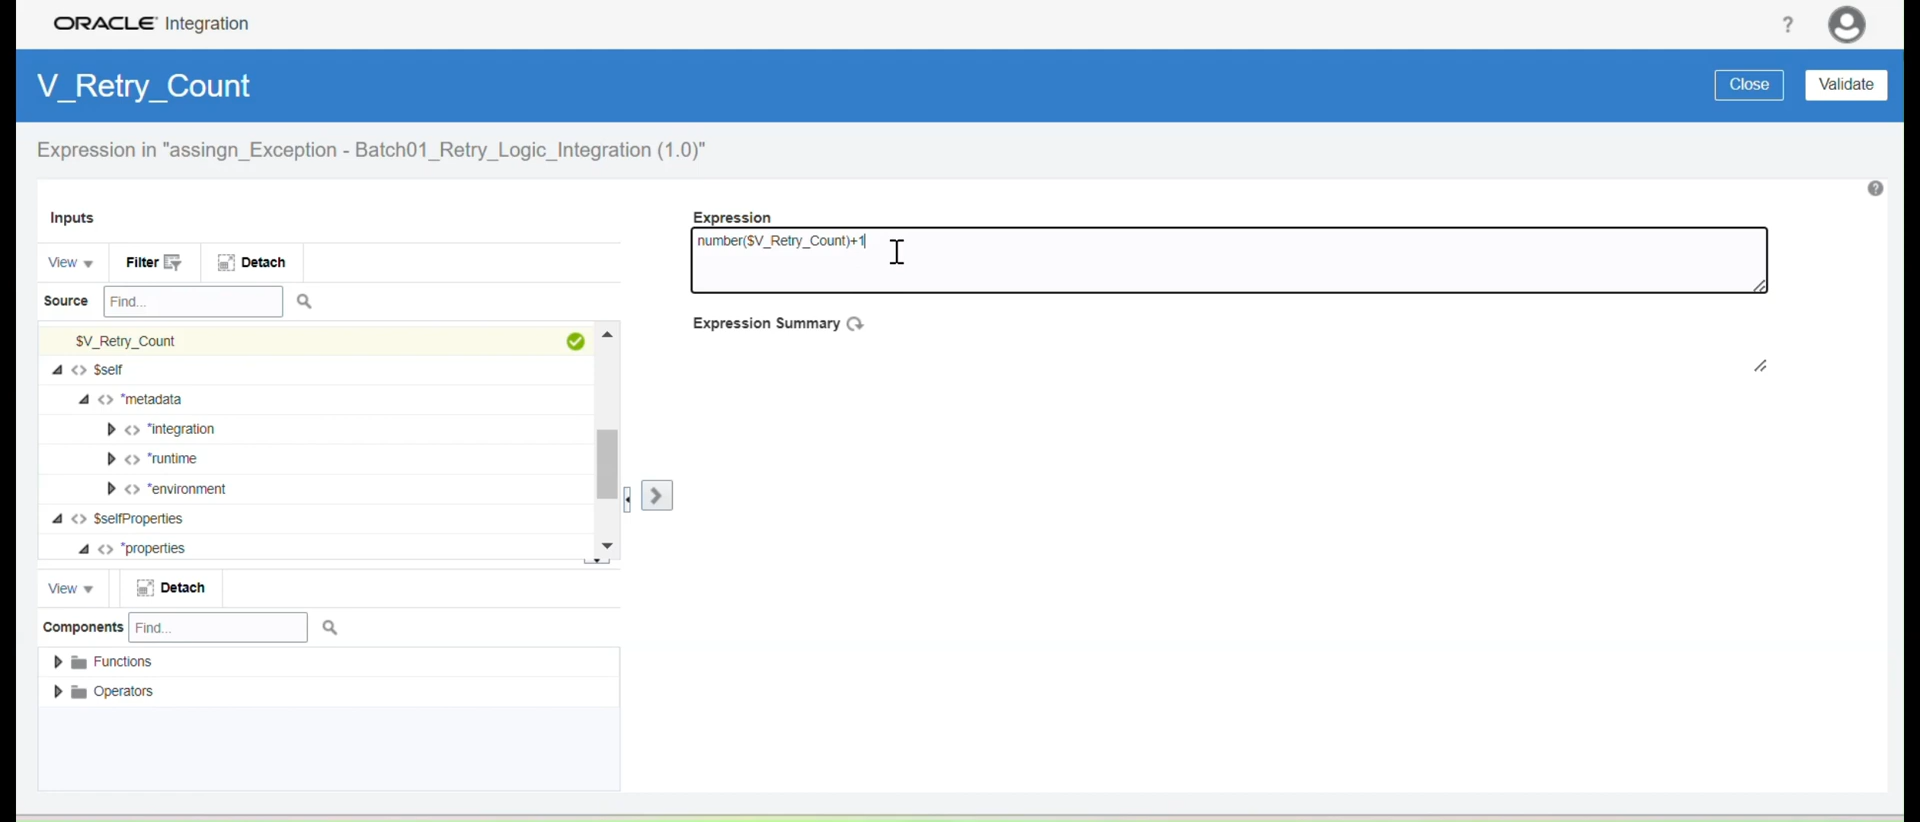 ORACLE Integration
?
V_Retry_Count
Close
Validate
Expression in "assingn_Exception - Batch01_Retry_Logic_Integration (1.0)"
?
Inputs
View
Filter
Detach
Source
Find...
$V_Retry_Count
<> $self
<> *metadata
<> *integration
<> *runtime
<> *environment
<> $selfProperties
<> *properties
View
Detach
Components
Find...
Functions
Operators
Expression
number($V_Retry_Count)+1
Expression Summary